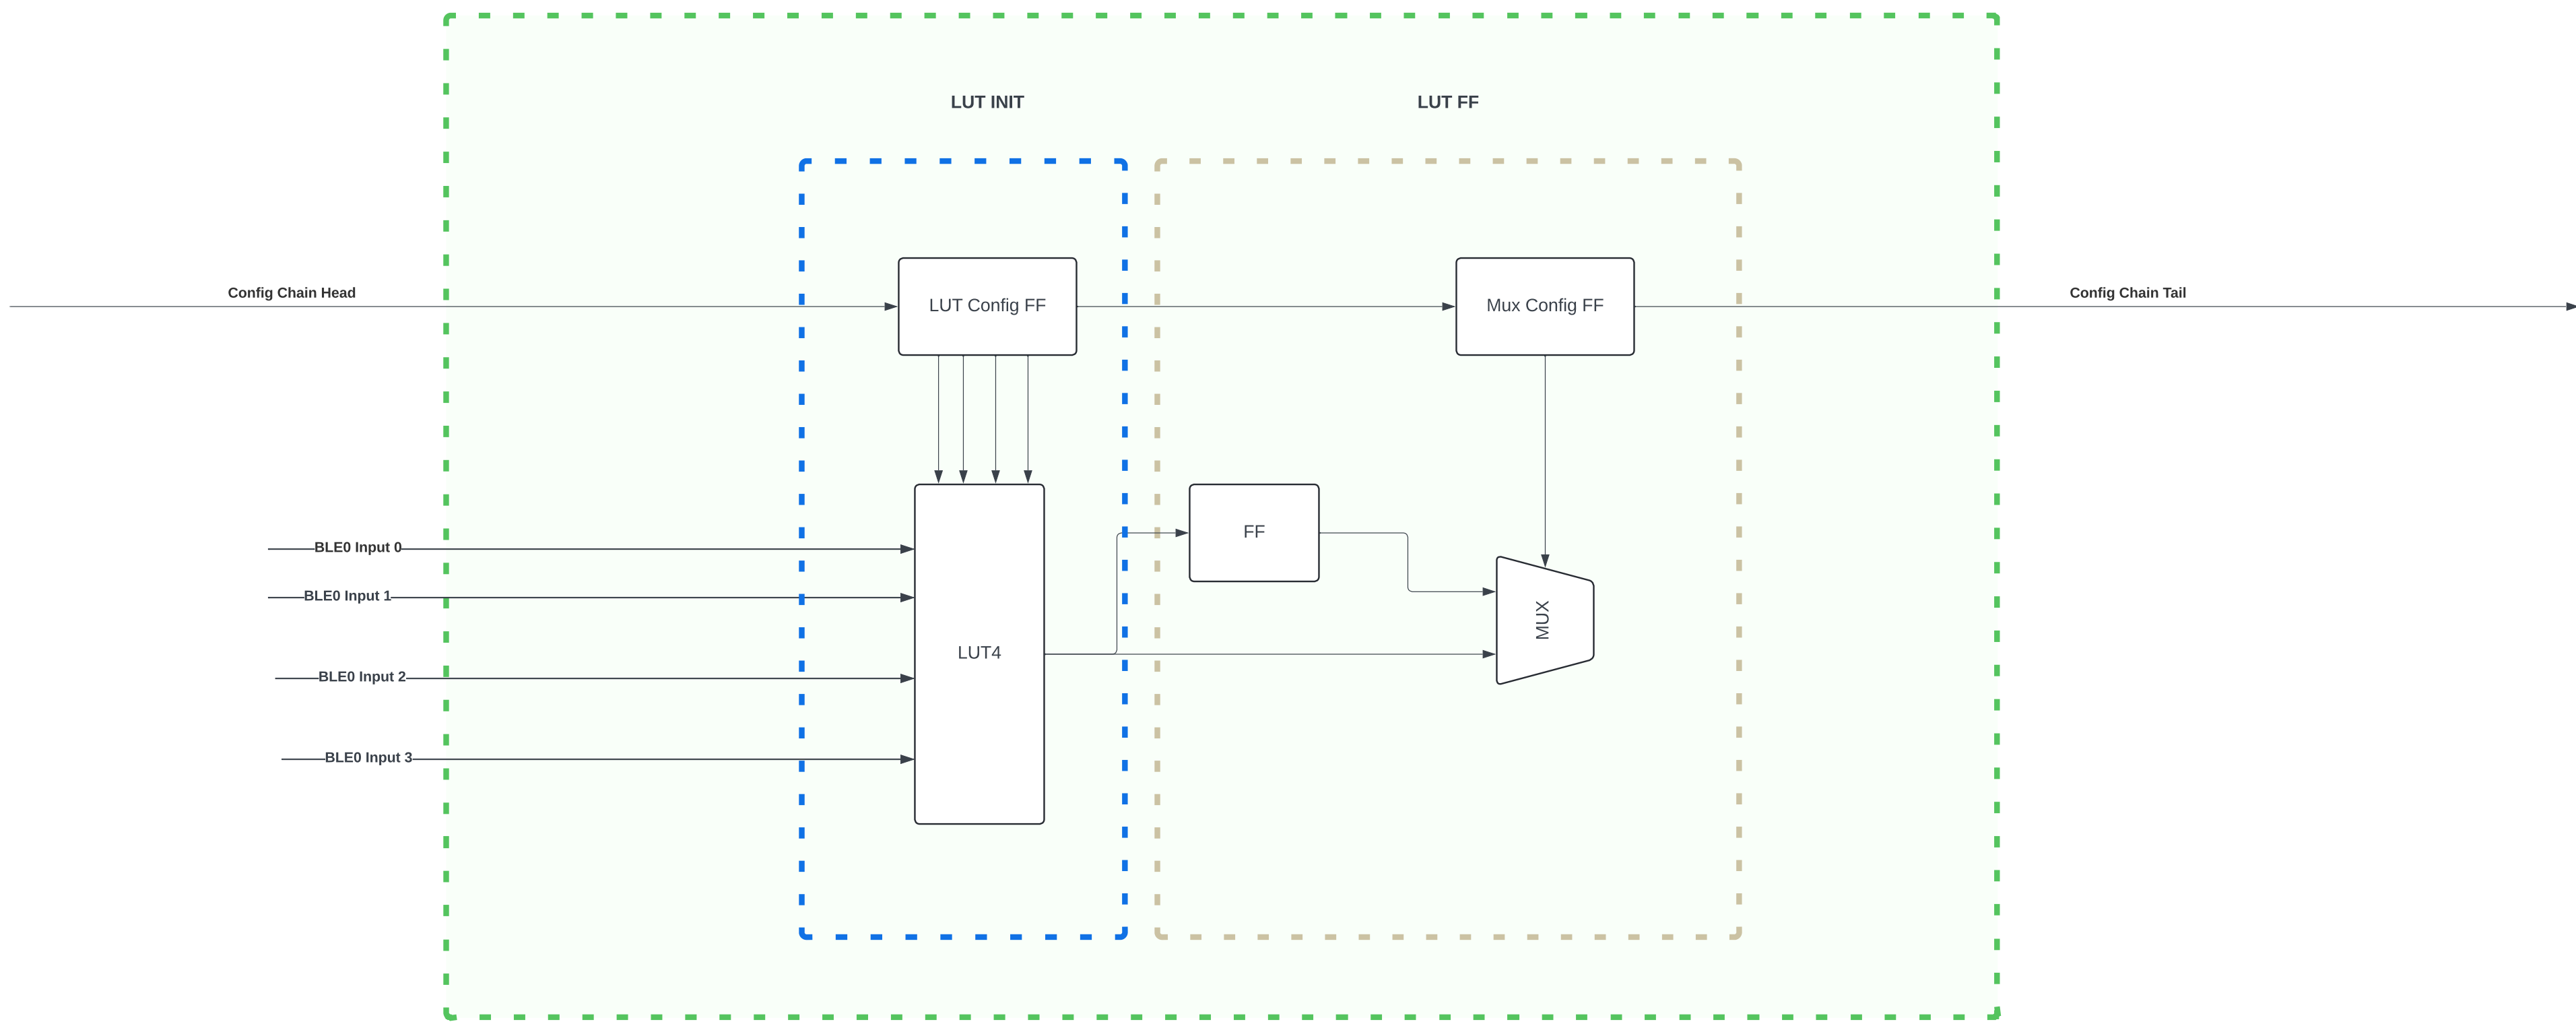 LUT INIT
LUT FF
Config Chain Head
LUT Config FF
Mux Config FF
Config Chain Tail
BLE0 Input 0
BLE0 Input 1
BLE0 Input 2
BLE0 Input 3
LUT4
FF
MUX